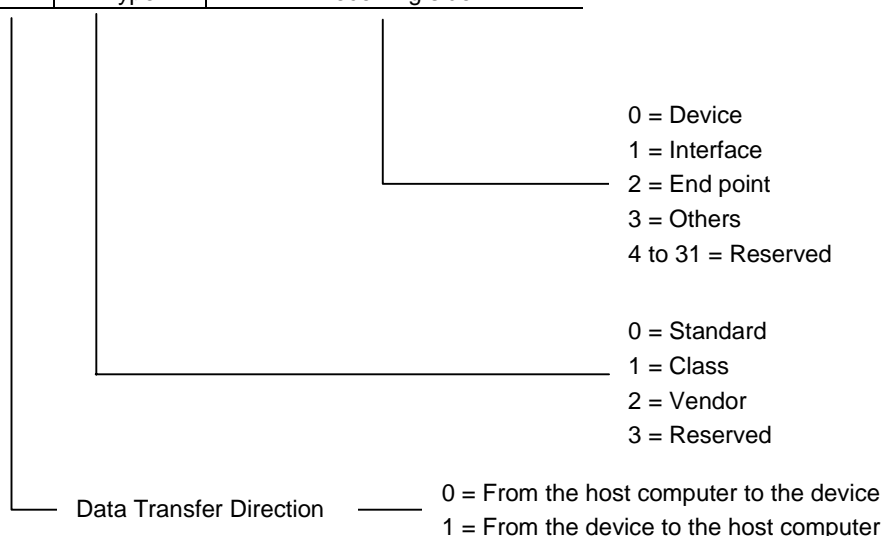 0 = Device
1 = Interface
2 = End point
3 = Others
4 to 31 = Reserved
0 = Standard
1 = Class
2 = Vendor
3 = Reserved
Data Transfer Direction
0 = From the host computer to the device
1 = From the device to the host computer